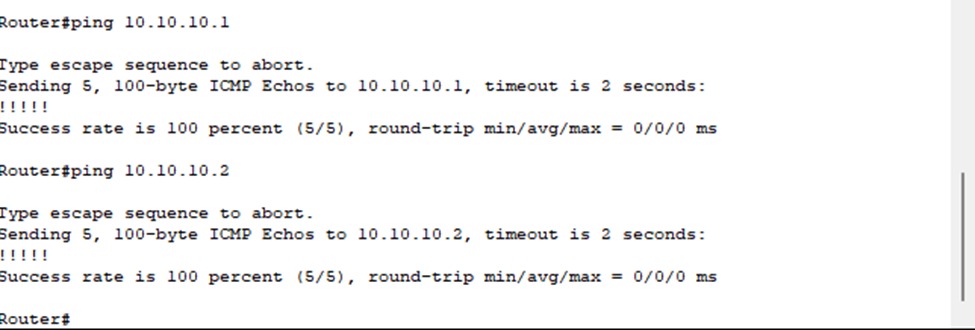 Router#ping 10.10.10.1
Type escape sequence to abort.
Sending 5, 100-byte ICMP Echos to 10.10.10.1, timeout is 2 seconds:
!!!!!
Success rate is 100 percent (5/5), round-trip min/avg/max = 0/0/0 ms
Router#ping 10.10.10.2
Type escape sequence to abort.
Sending 5, 100-byte ICMP Echos to 10.10.10.2, timeout is 2 seconds:
!!!!!
Success rate is 100 percent (5/5), round-trip min/avg/max = 0/0/0 ms
Router#